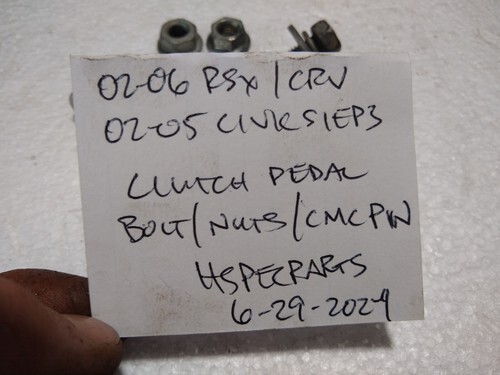 02-06 RSX/CRV
02-05 CIVIC SI EP3
CLUTCH PEDAL
BOLT/NUTS/CMC PIN
HSPECPARTS
6-29-2024